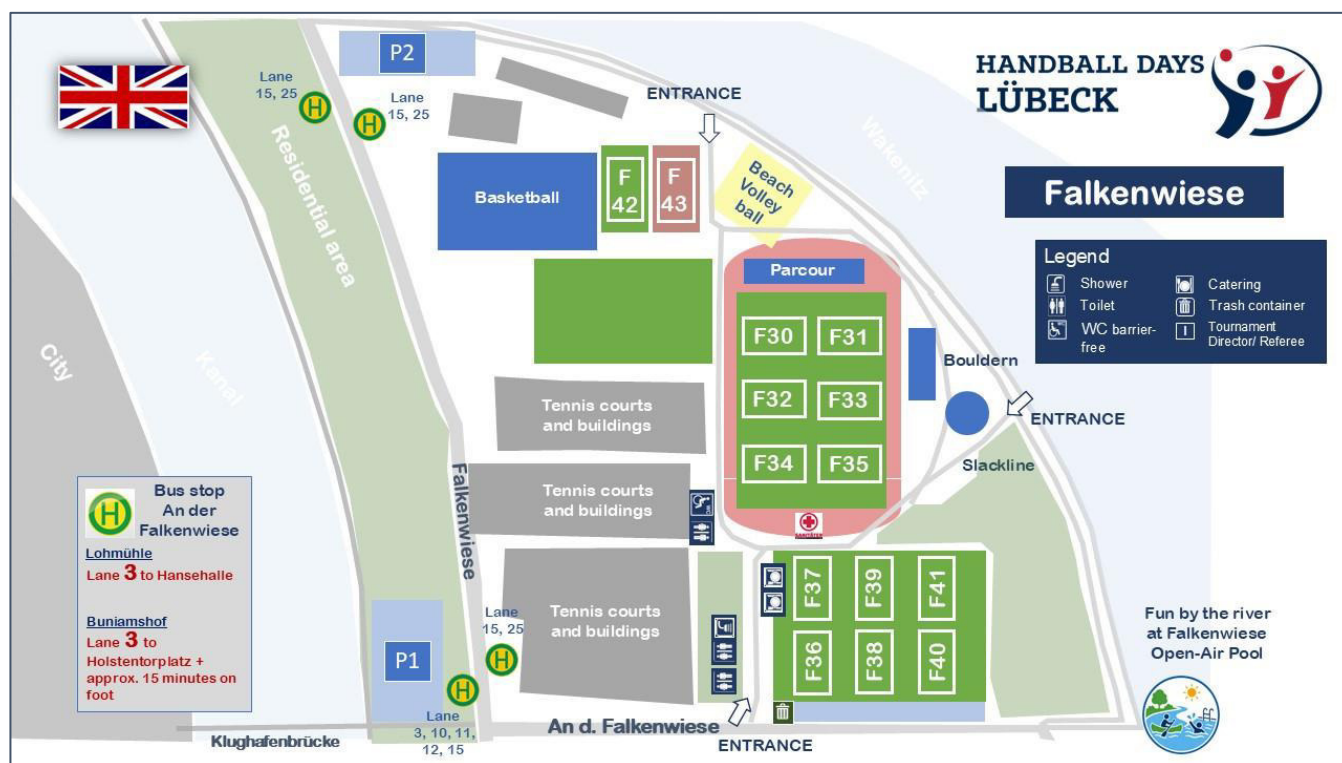 HANDBALL DAYS
LÜBECK
Falkenwiese
Legend
Shower
Toilet
WC barrier-
free
Catering
Trash container
I
Tournament
Director/ Referee
P2
Lane
15, 25
H
H
Lane
15, 25
ENTRANCE
Residential area
Wakenitz
Basketball
F
42
F
43
Beach
Volley
ball
Parcour
F30
F31
F32
F33
F34
F35
Bouldern
ENTRANCE
Slackline
City
Kanal
Falkenwiese
Tennis courts
and buildings
Tennis courts
and buildings
Tennis courts
and buildings
SANITÄTER
F37
F39
F41
F36
F38
F40
H
Bus stop
An der
Falkenwiese
Lohmühle
Lane 3 to Hansehalle
Buniamshof
Lane 3 to
Holstentorplatz +
approx. 15 minutes on
foot
P1
Lane
15, 25
H
H
Lane
3, 10, 11,
12, 15
Klughafenbrücke
An d. Falkenwiese
ENTRANCE
Fun by the river
at Falkenwiese
Open-Air Pool